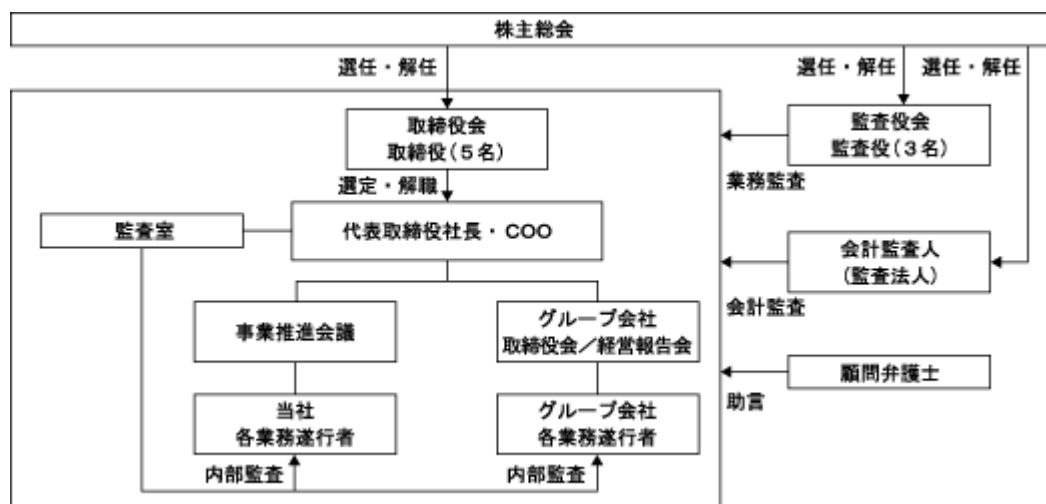 株主総会
選任・解任
選任・解任
選任・解任
取締役会
取締役(5名)
監査役会
監査役(3名)
業務監査
選定・解職
監査室
代表取締役社長・COO
会計監査人
(監査法人)
会計監査
事業推進会議
グループ会社
取締役会／経営報告会
顧問弁護士
助言
当社
各業務遂行者
グループ会社
各業務遂行者
内部監査
内部監査